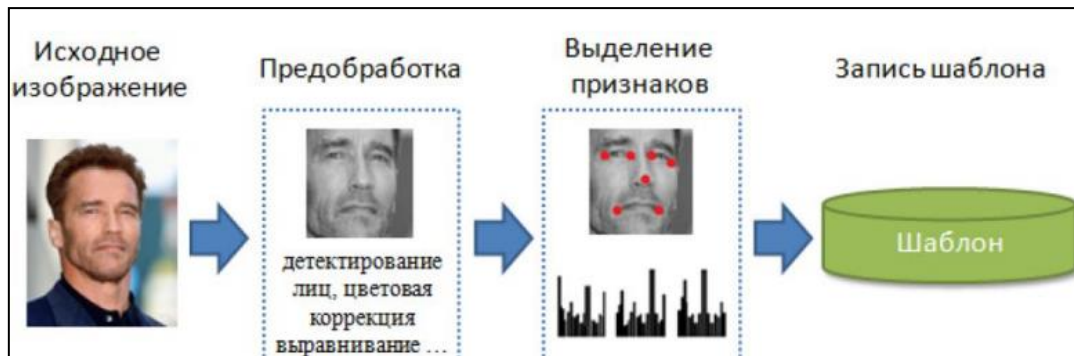 Исходное
изображение
Предобработка
детектирование
лиц, цветовая
коррекция
выравнивание ...
Выделение
признаков
Запись шаблона
Шаблон